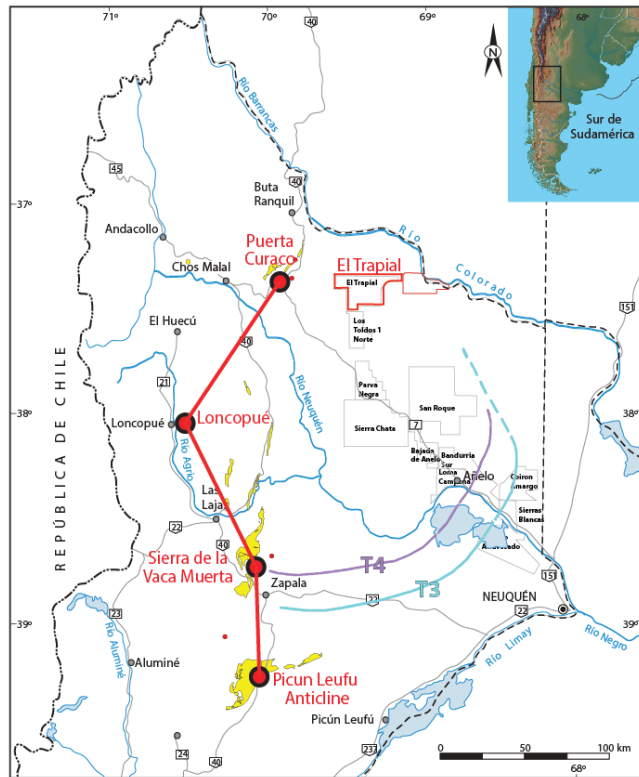 71°
70°
69°
68°
40
N
Río Barrancas
Sur de
Sudamérica
45
40
37°
Buta
Ranquil
Andacollo
Puerta
Curaco
Río
Colorado
Chos Malal
El Trapial
El Trapial
Los
Toldos 1
Norte
151
El Huecú
40
Río Neuquén
REPÚBLICA DE CHILE
21
Parva
Negra
San Roque
38°
Loncopué
Loncopué
Sierra Chata
7
Río Agrio
Bajada
de Añelo
Bandurria
Sur
Loma
Campana
Añelo
Coiron
Amargo
Las
Lajas
Sierras
Blancas
22
40
Sierra de la
Vaca Muerta
T4
T3
Zapala
151
22
NEUQUÉN
22
23
39°
Río Negro
Río Limay
Río Aluminé
Aluminé
Picun Leufu
Anticline
Picún Leufú
24
40
237
0
50
100 km
68°